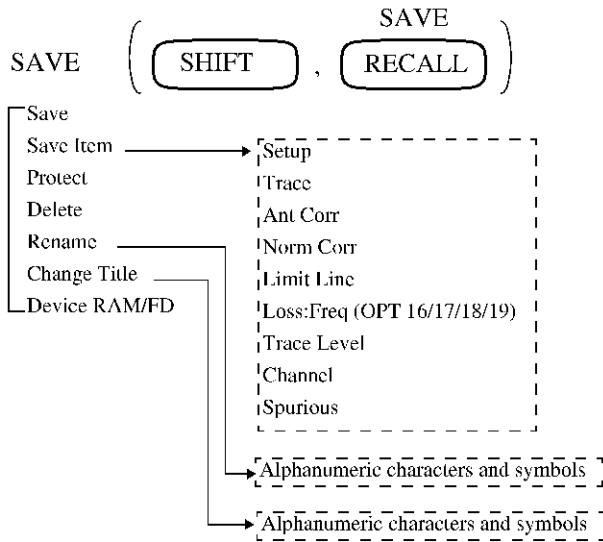 SAVE
SAVE ( SHIFT , RECALL )
Save
Save Item
Protect
Delete
Rename
Change Title
Device RAM/FD
Setup
Trace
Ant Corr
Norm Corr
Limit Line
Loss:Freq (OPT 16/17/18/19)
Trace Level
Channel
Spurious
Alphanumeric characters and symbols
Alphanumeric characters and symbols